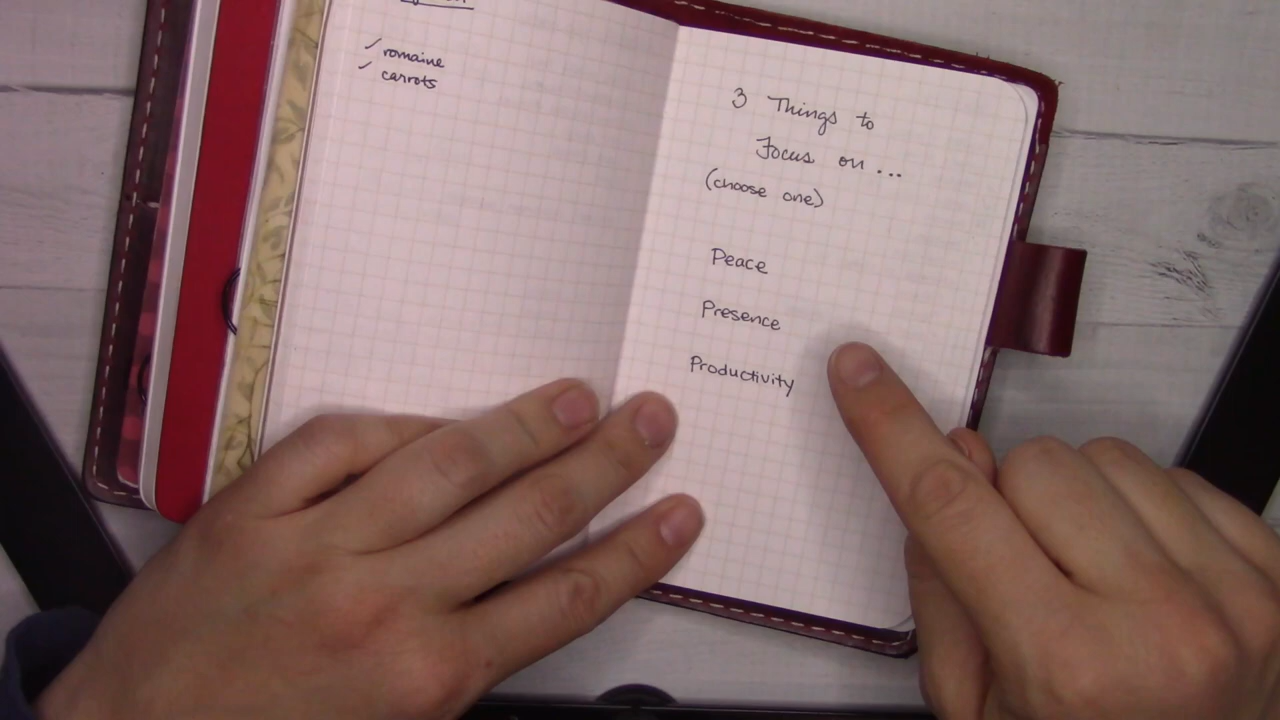 romaine
carrots
3 Things to
Focus on...
(choose one)
Peace
Presence
Productivity